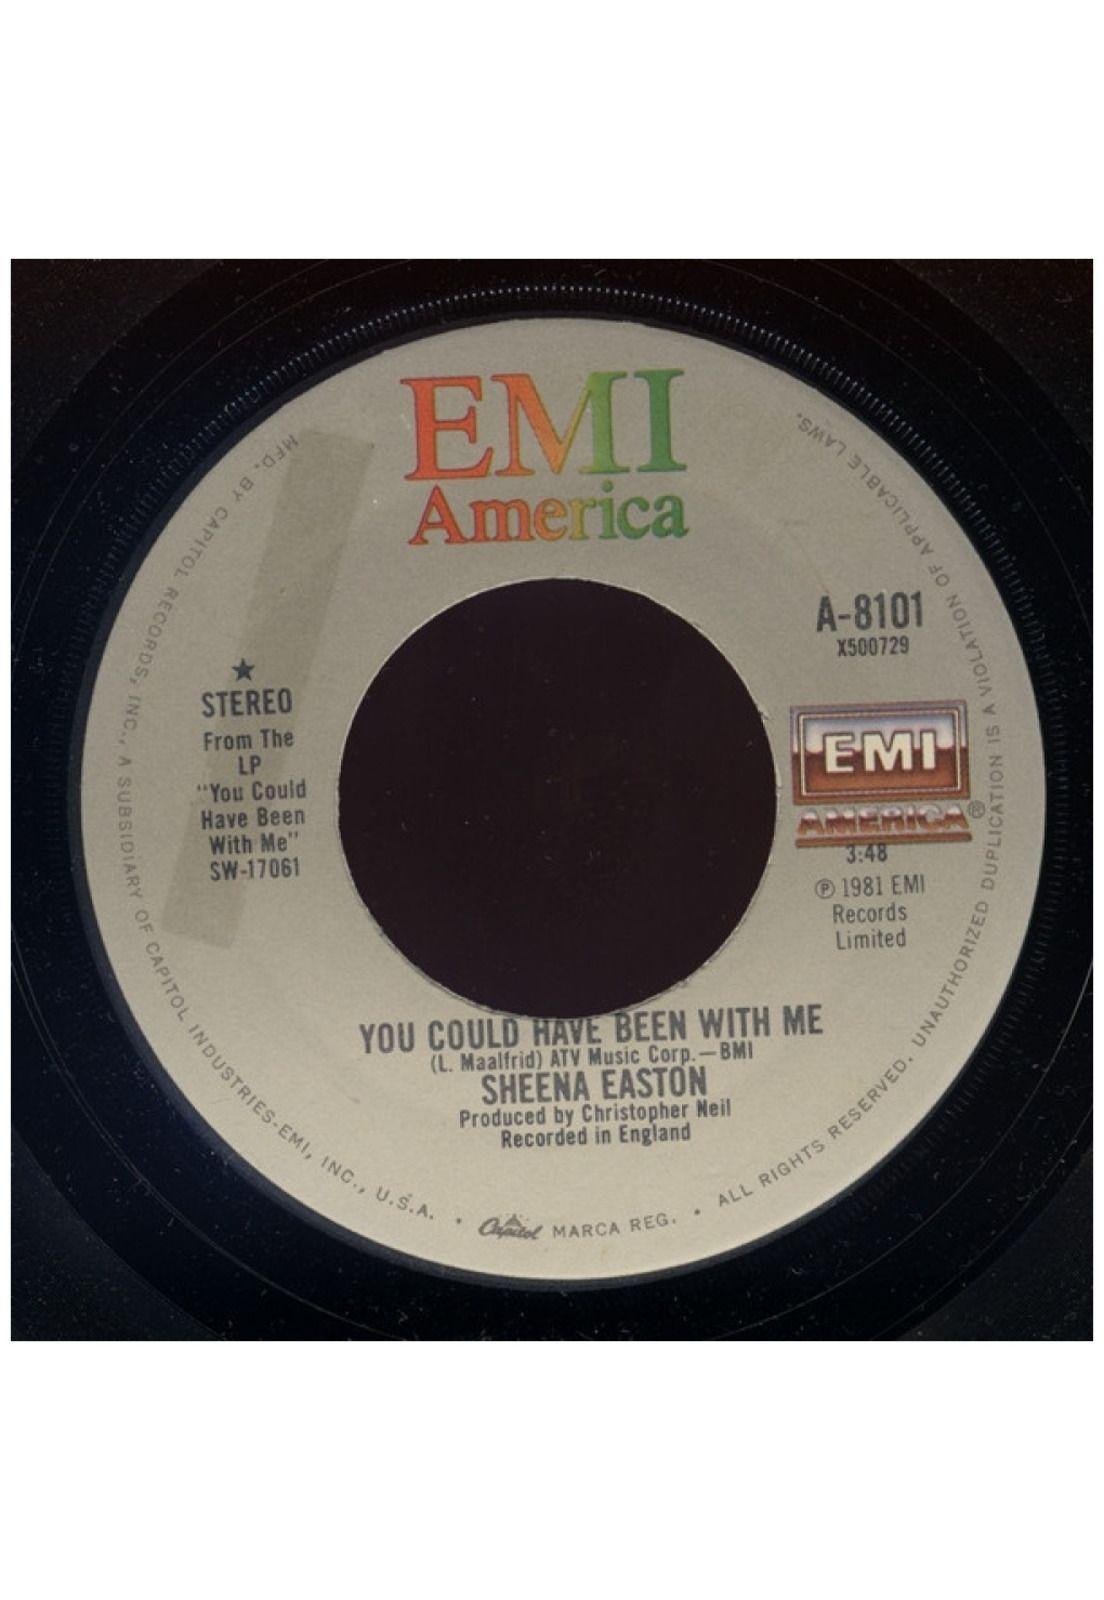 EMI
America
MFD. BY CAPITOL RECORDS, INC., A SUBSIDIARY OF CAPITOL INDUSTRIES-EMI, INC., U.S.A. • Capitol MARCA REG. • ALL RIGHTS RESERVED. UNAUTHORIZED DUPLICATION IS A VIOLATION OF APPLICABLE LAWS.
★
STEREO
From The
LP
"You Could
Have Been
With Me"
SW-17061
A-8101
X500729
EMI
AMERICA®
3:48
℗ 1981 EMI
Records
Limited
YOU COULD HAVE BEEN WITH ME
(L. Maalfrid) ATV Music Corp.—BMI
SHEENA EASTON
Produced by Christopher Neil
Recorded in England